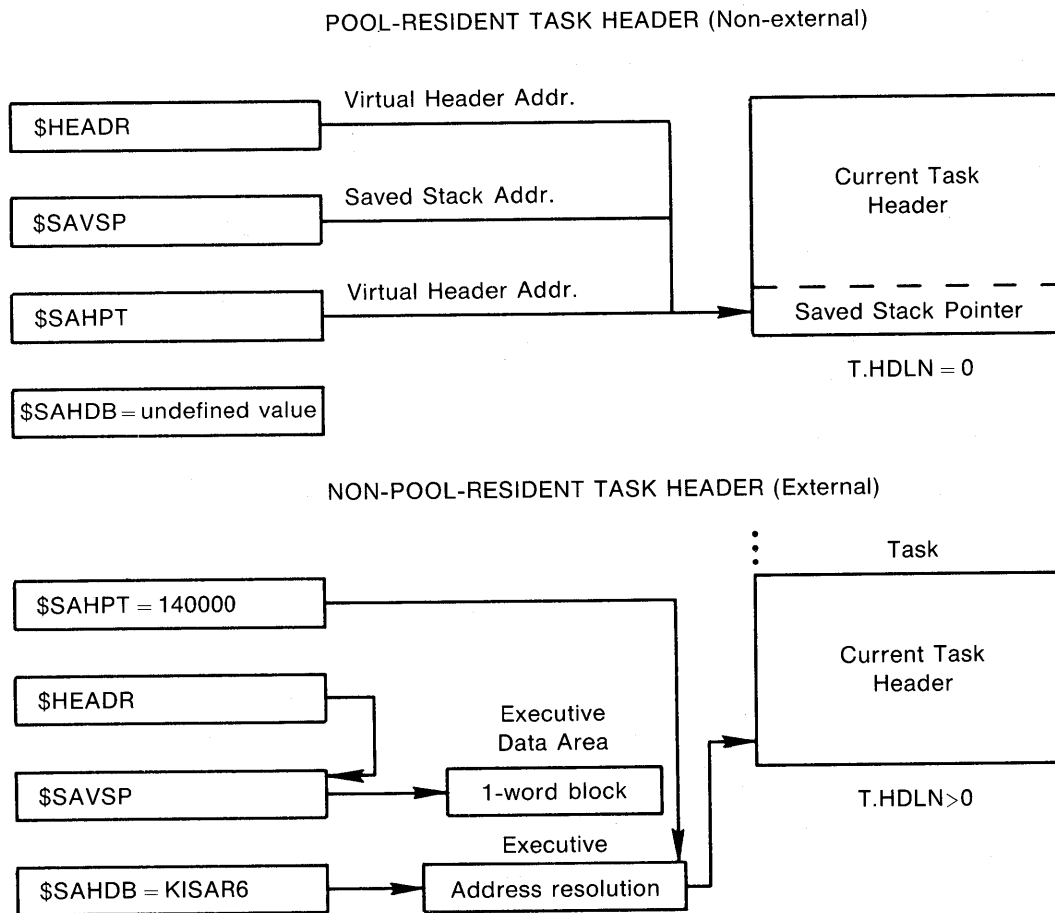 POOL-RESIDENT TASK HEADER (Non-external)
$HEADR
Virtual Header Addr.
$SAVSP
Saved Stack Addr.
$SAHPT
Virtual Header Addr.
$SAHDB = undefined value
Current Task
Header
Saved Stack Pointer
T.HDLN = 0
NON-POOL-RESIDENT TASK HEADER (External)
$SAHPT = 140000
$HEADR
$SAVSP
Executive
Data Area
1-word block
$SAHDB = KISAR6
Executive
Address resolution
Task
Current Task
Header
T.HDLN>0